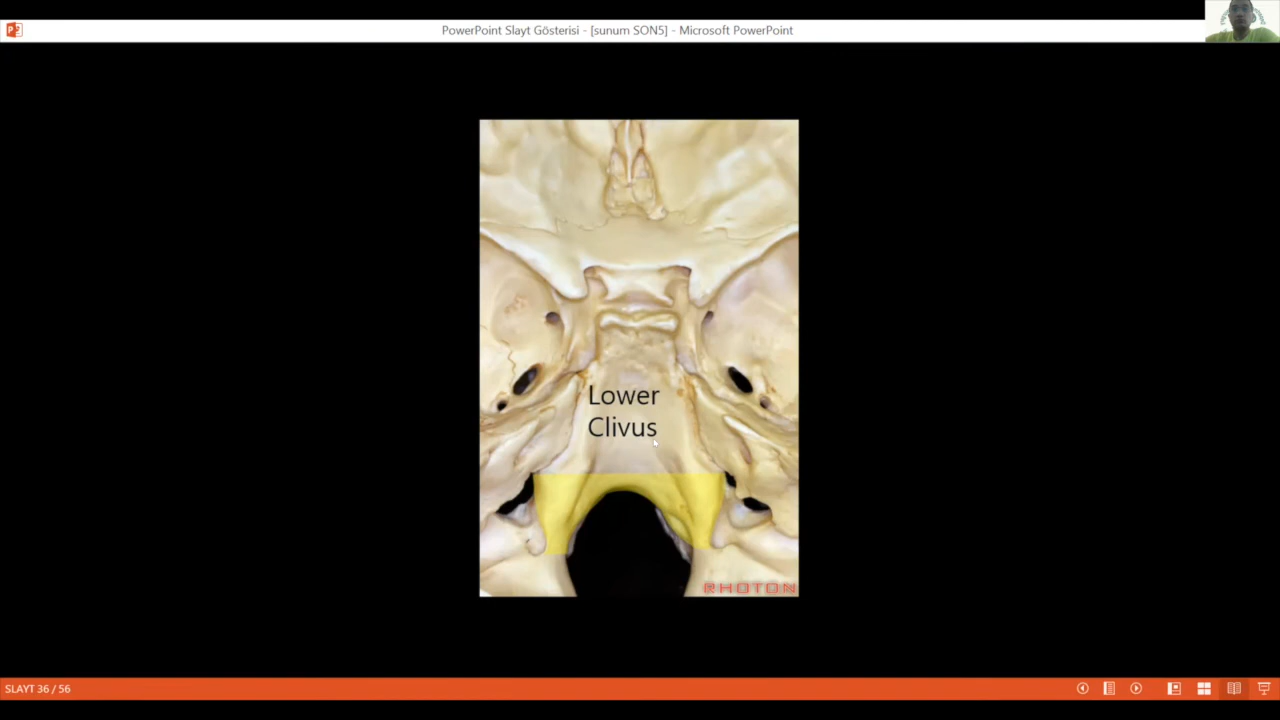 PowerPoint Slayt Gösterisi - [sunum SON5] - Microsoft PowerPoint
Lower
Clivus
RHOTON
SLAYT 36 / 56